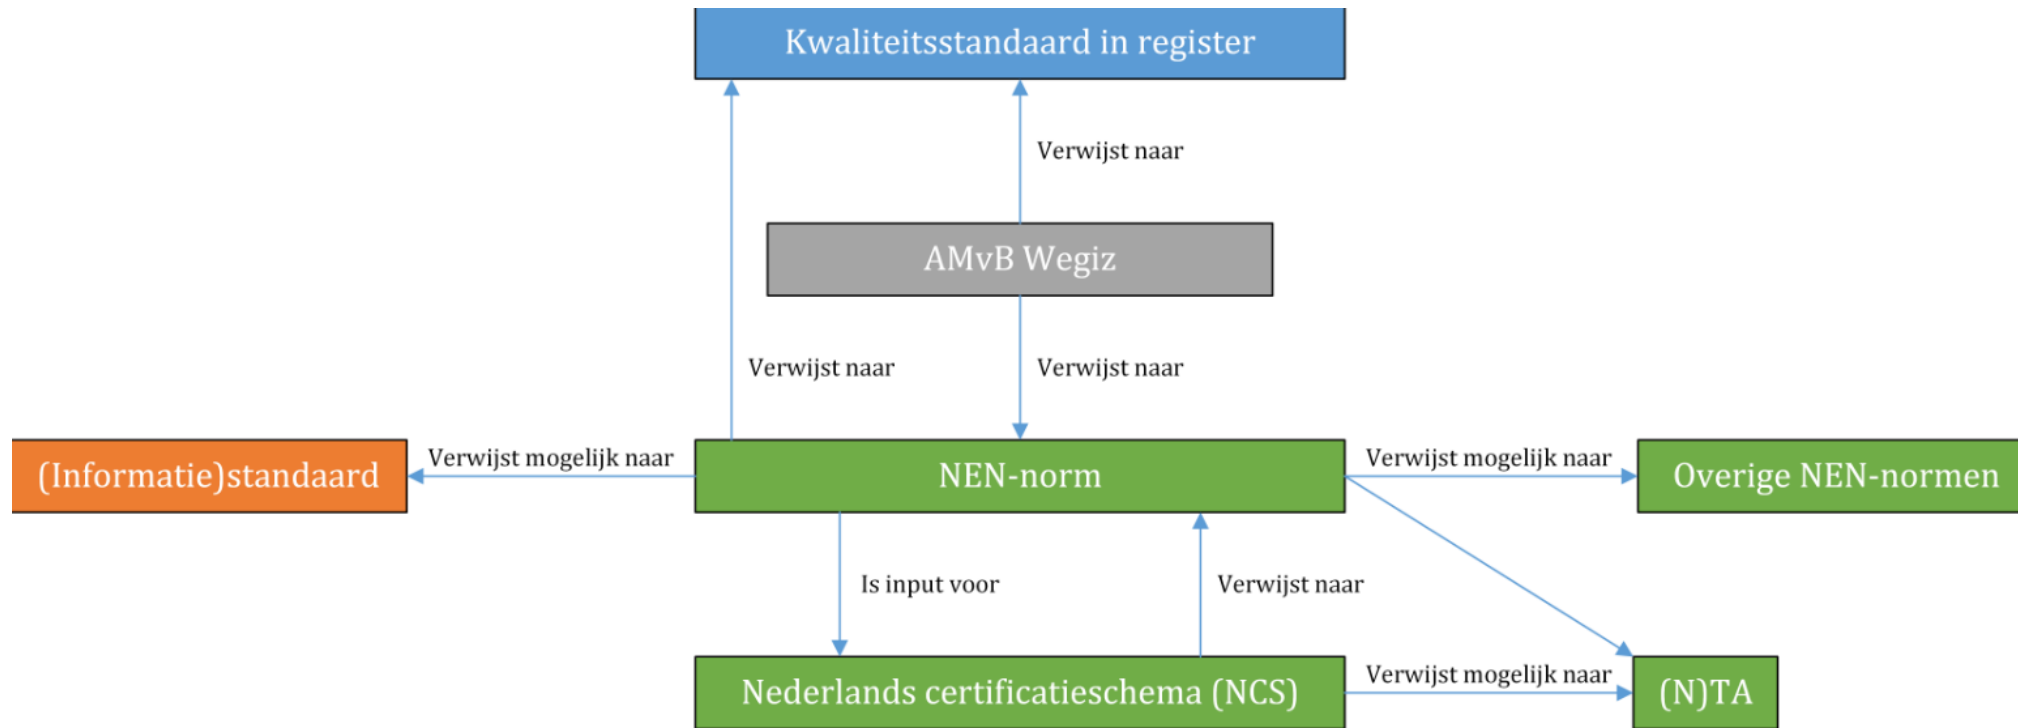 Kwaliteitsstandaard in register
Verwijst naar
AMvB Wegiz
Verwijst naar
Verwijst naar
(Informatie)standaard
Verwijst mogelijk naar
NEN-norm
Verwijst mogelijk naar
Overige NEN-normen
Is input voor
Verwijst naar
Nederlands certificatieschema (NCS)
Verwijst mogelijk naar
(N)TA